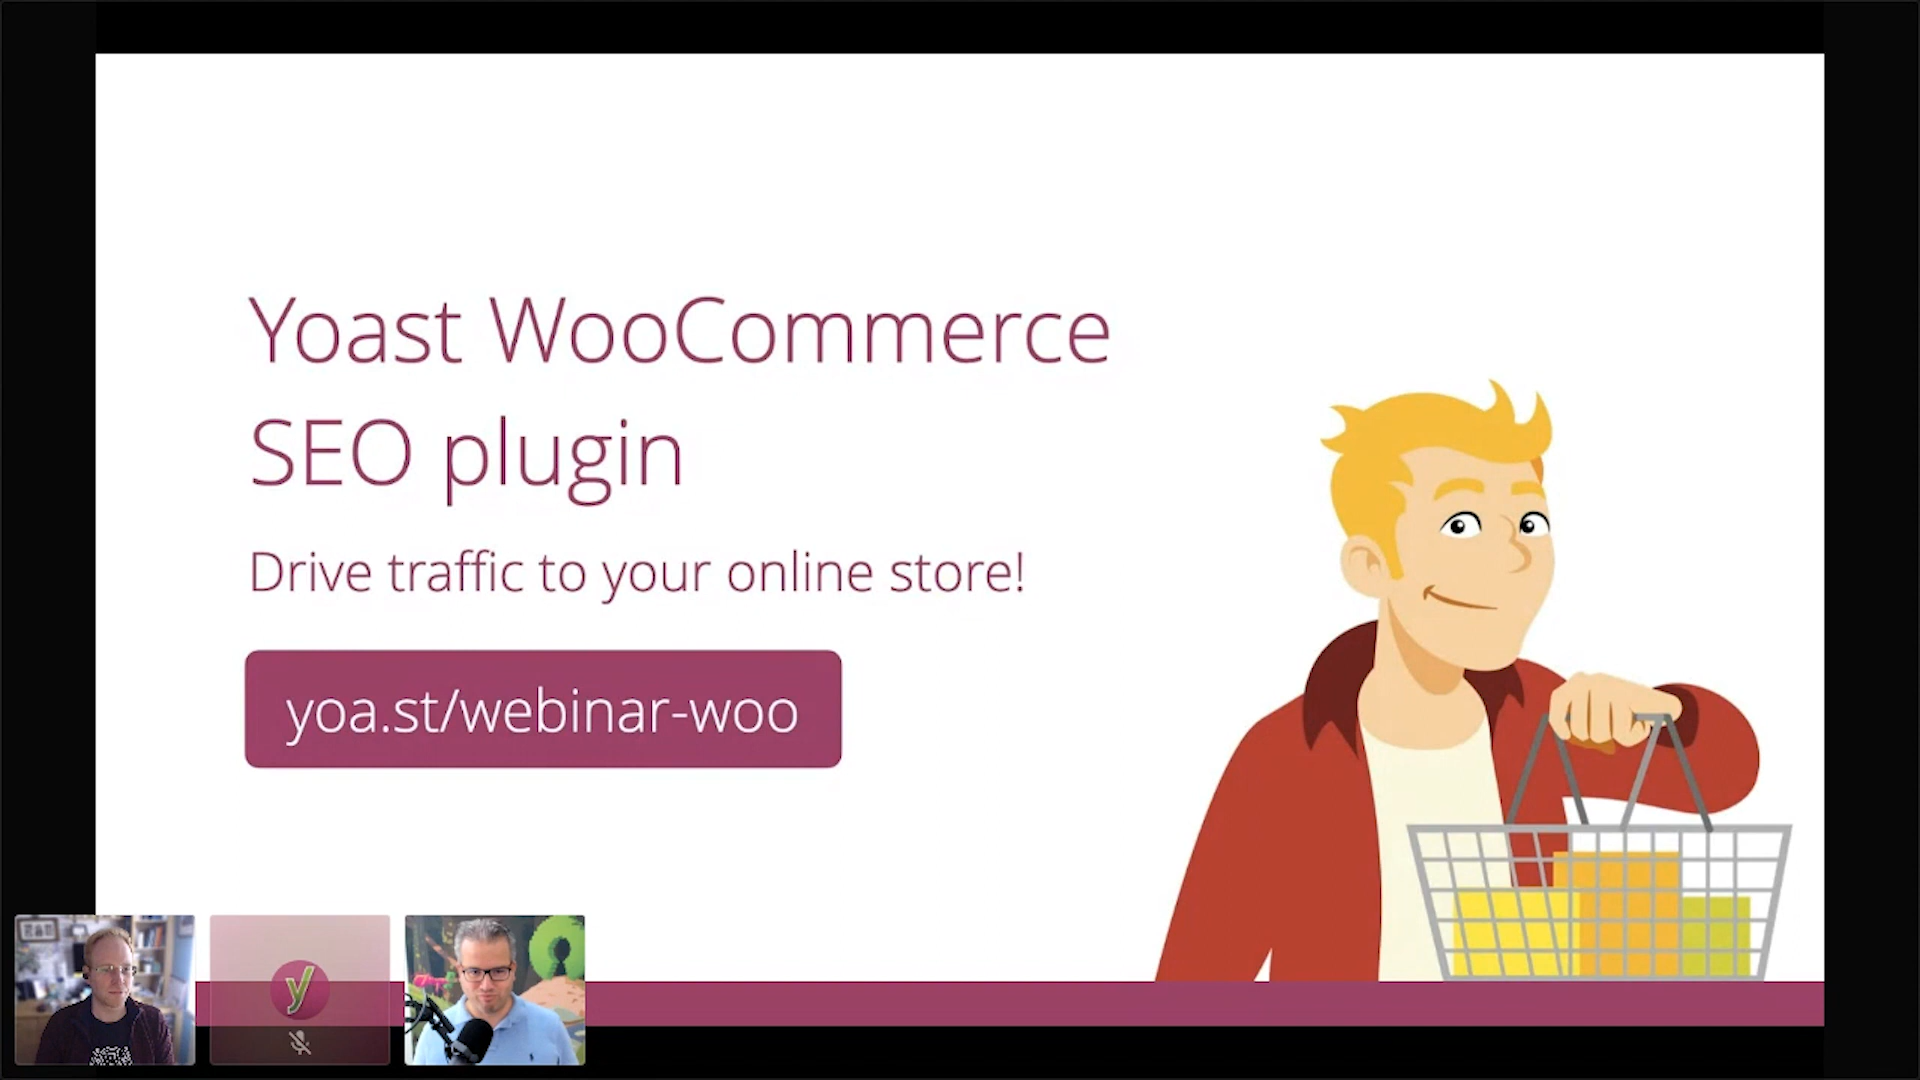 Yoast WooCommerce
SEO plugin
Drive traffic to your online store!
yoa.st/webinar-woo
y